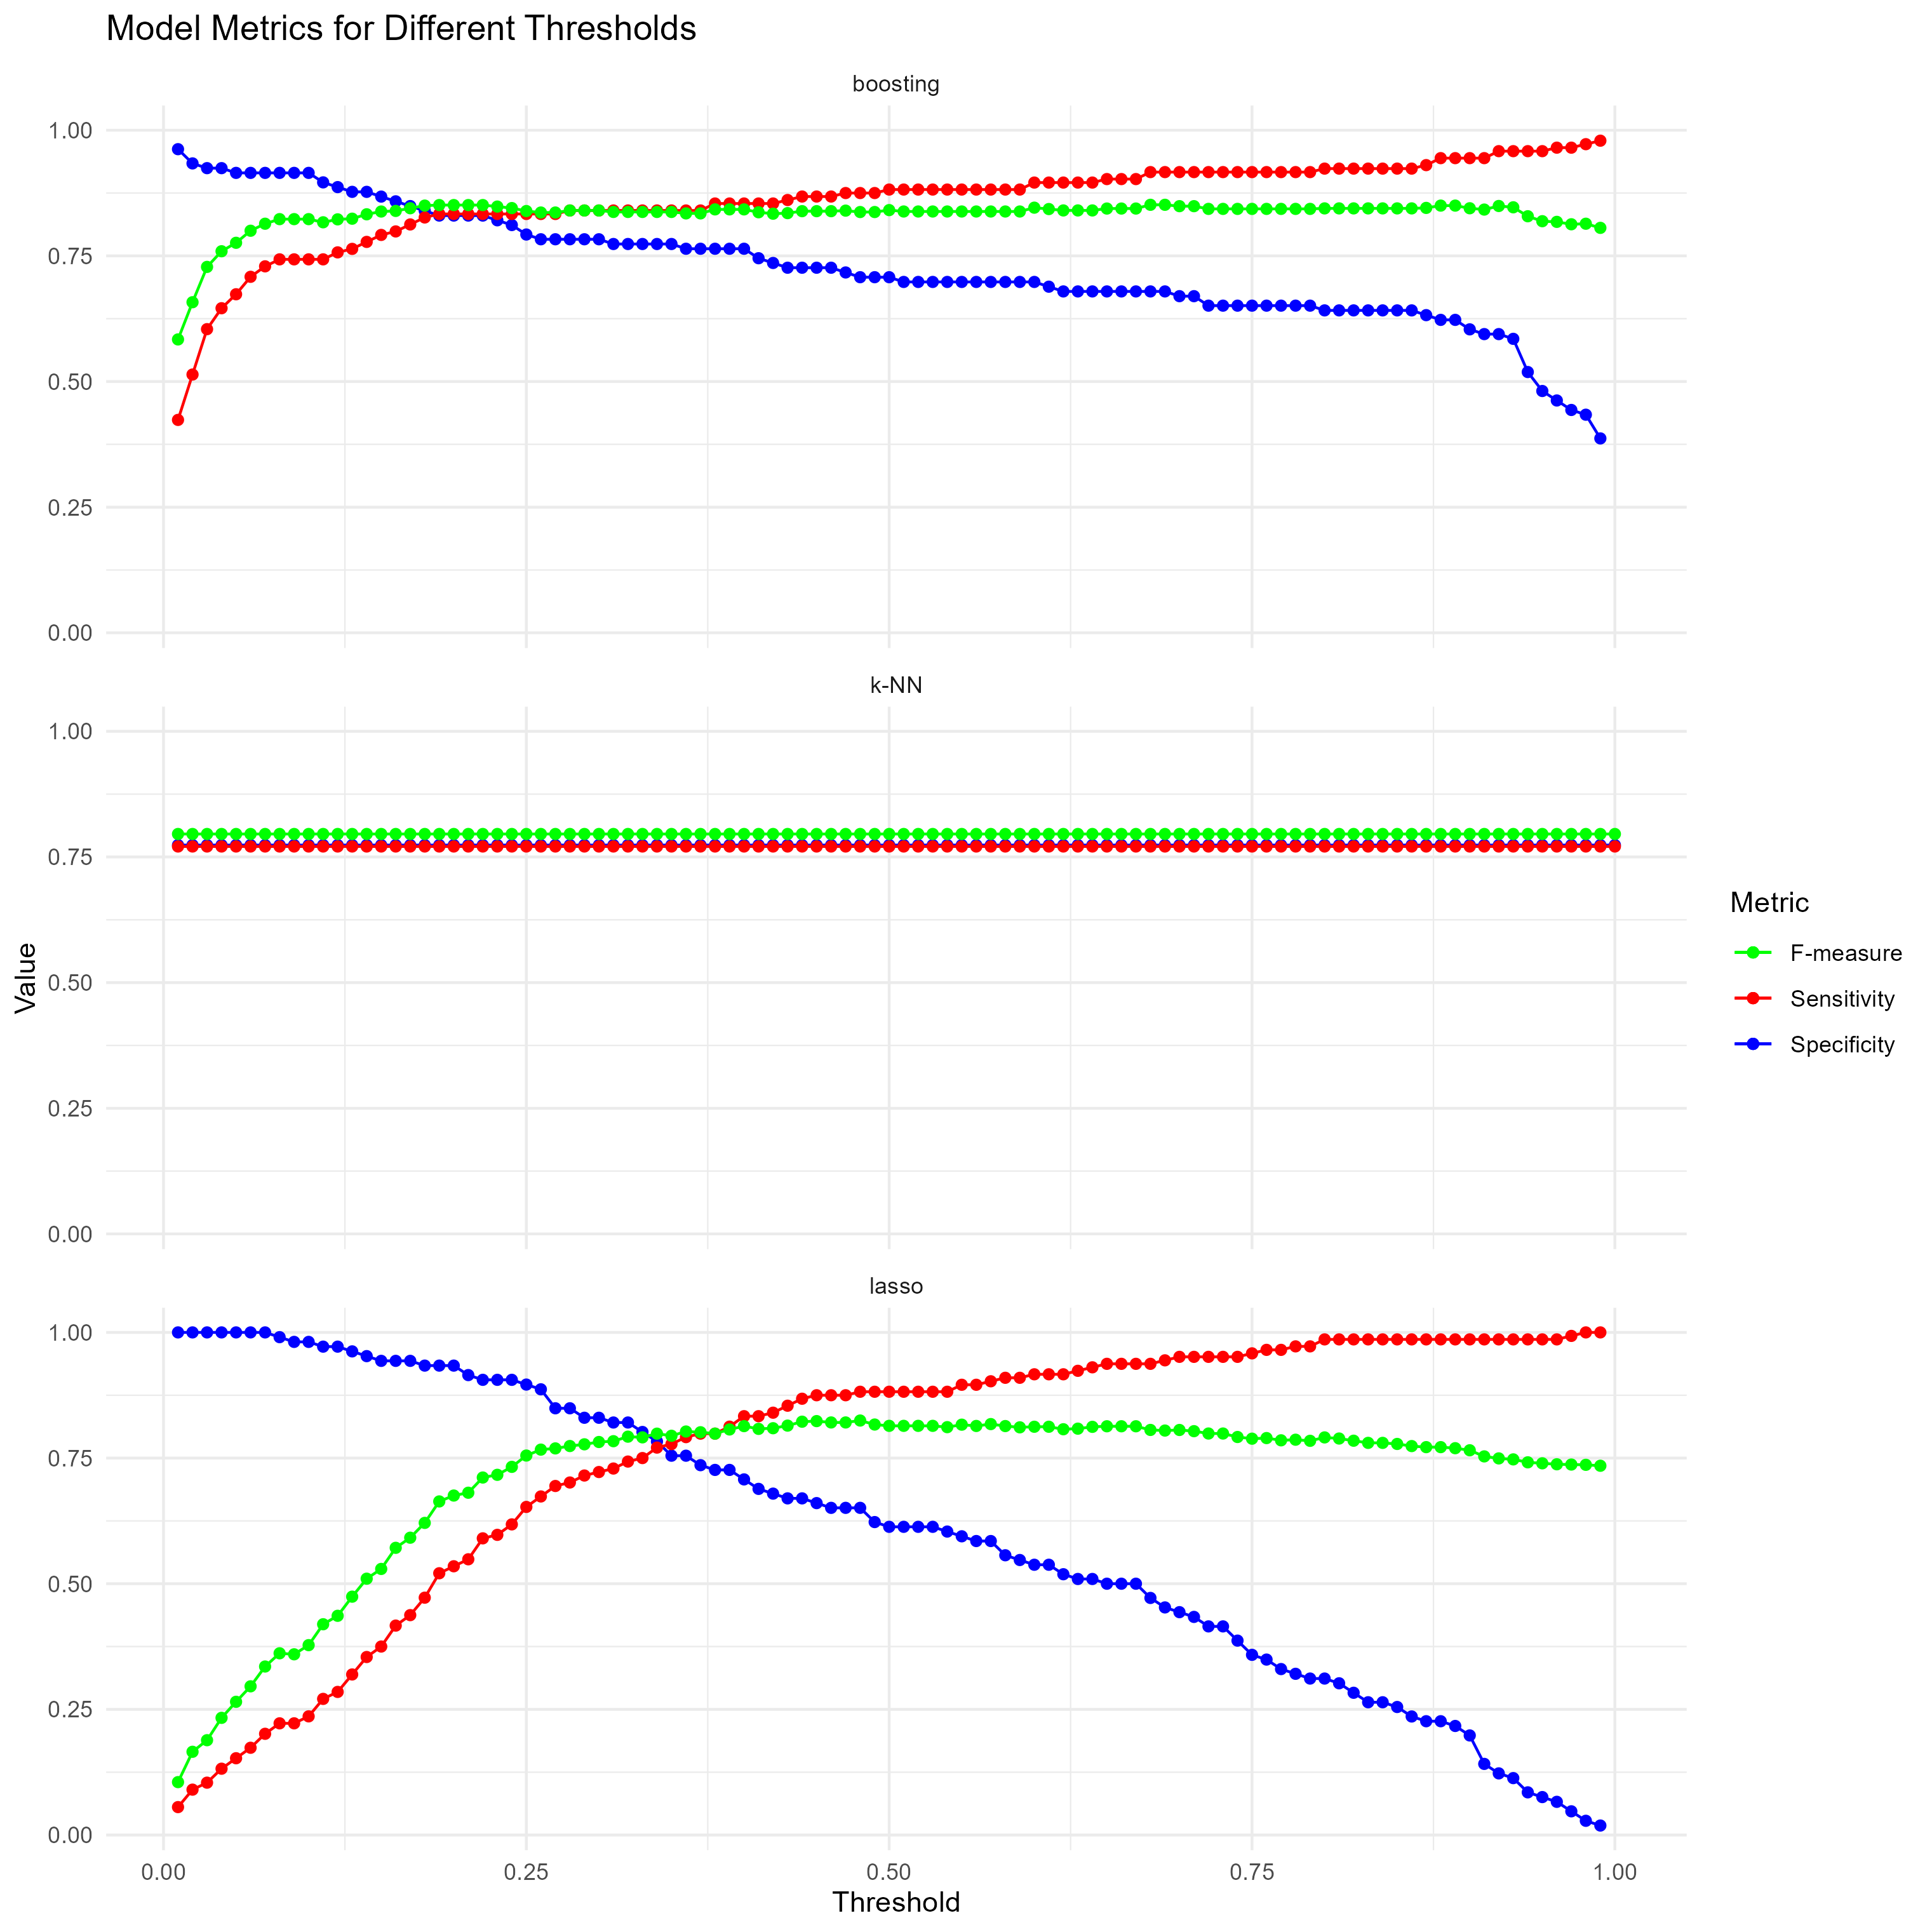 Model Metrics for Different Thresholds
boosting
1.00
0.75
0.50
0.25
0.00
k-NN
1.00
0.75
0.50
0.25
0.00
Value
lasso
1.00
0.75
0.50
0.25
0.00
0.00 0.25 0.50 0.75 1.00
Threshold
Metric
F-measure
Sensitivity
Specificity